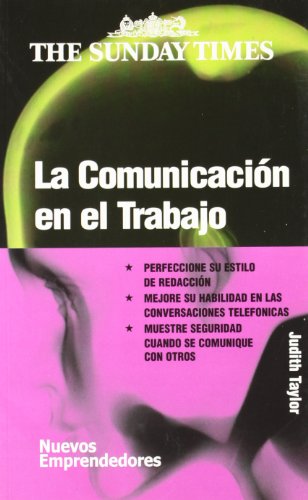 THE SUNDAY TIMES
La Comunicación
en el Trabajo
★ PERFECCIONE SU ESTILO
DE REDACCIÓN
★ MEJORE SU HABILIDAD EN LAS
CONVERSACIONES TELEFONICAS
★ MUESTRE SEGURIDAD
CUANDO SE COMUNIQUE
CON OTROS
Judith Taylor
Nuevos
Emprendedores